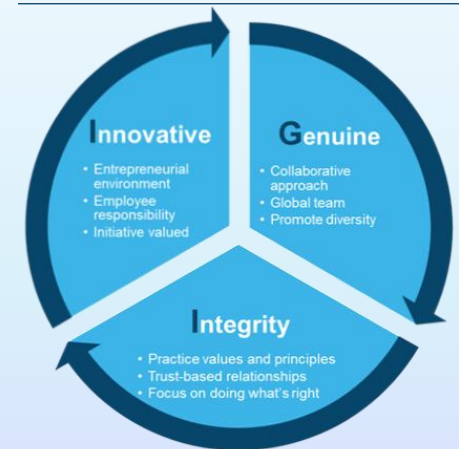 Innovative
• Entrepreneurial
environment
• Employee
responsibility
• Initiative valued
Genuine
• Collaborative
approach
• Global team
• Promote diversity
Integrity
• Practice values and principles
• Trust-based relationships
• Focus on doing what's right